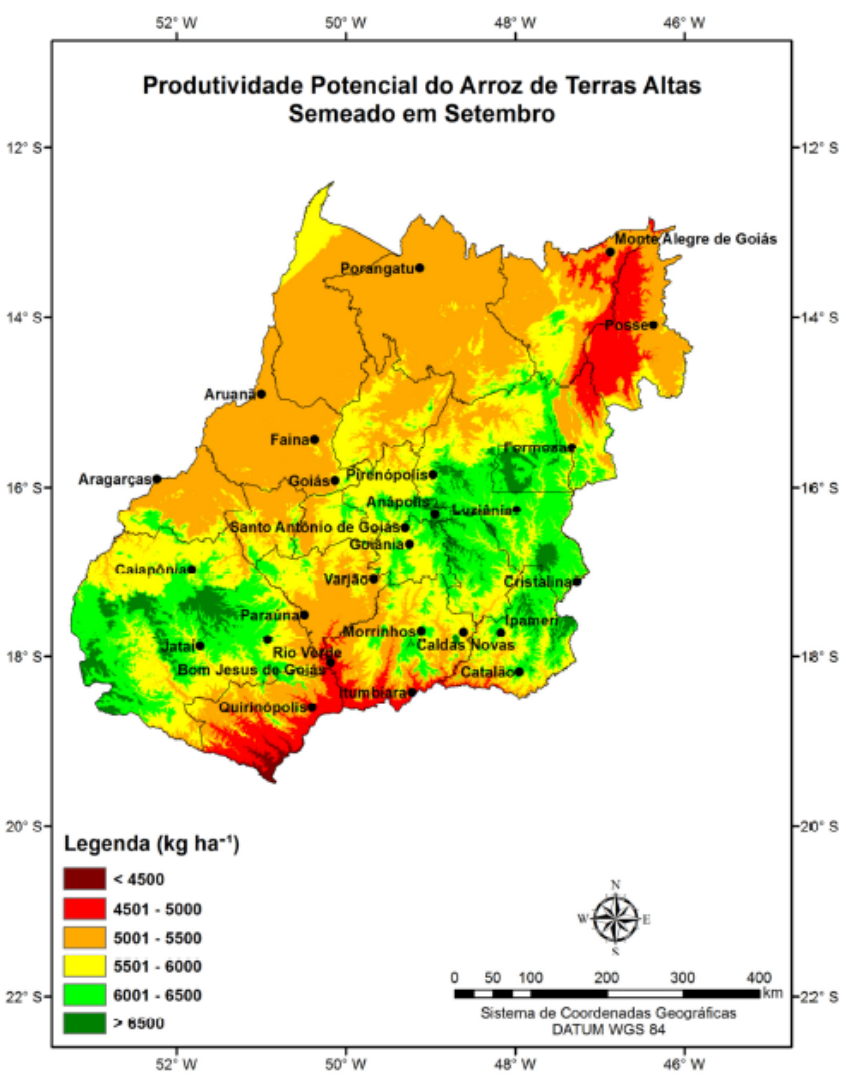 52° W 50° W 48° W 46° W
Produtividade Potencial do Arroz de Terras Altas
Semeado em Setembro
12° S 12° S
Monte Alegre de Goiás
Porangatu
14° S 14° S
Posse
Aruanã
Faina
Formosa
Aragarças
Goiás
Pirenópolis
16° S 16° S
Anápolis
Luziânia
Santo Antônio de Goiás
Goiânia
Caiapônia
Varjão
Cristalina
Paraúna
Ipameri
Morrinhos
Caldas Novas
Jataí
Rio Verde
18° S 18° S
Bom Jesus de Goiás
Catalão
Itumbiara
Quirinópolis
20° S 20° S
Legenda (kg ha⁻¹)
< 4500
4501 - 5000
5001 - 5500
5501 - 6000
6001 - 6500
> 6500
N
W E
S
0 50 100 200 300 400
km
22° S 22° S
Sistema de Coordenadas Geográficas
DATUM WGS 84
52° W 50° W 48° W 46° W